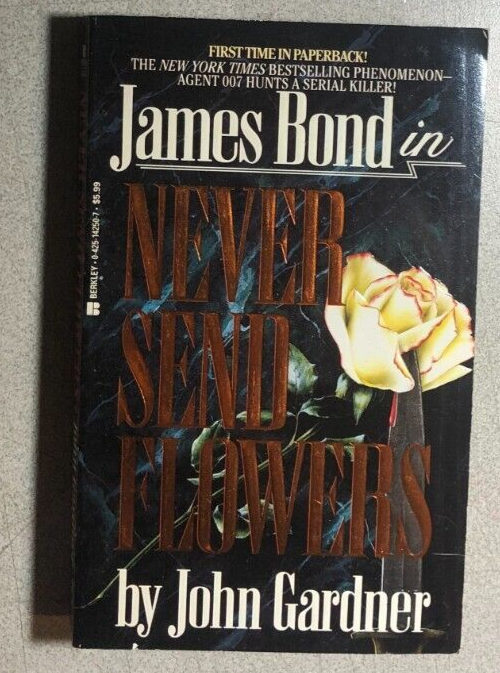 FIRST TIME IN PAPERBACK!
THE NEW YORK TIMES BESTSELLING PHENOMENON—
AGENT 007 HUNTS A SERIAL KILLER!
James Bond in
NEVER
SEND
FLOWERS
by John Gardner
BERKLEY • 0-425-14250-7 • $5.99